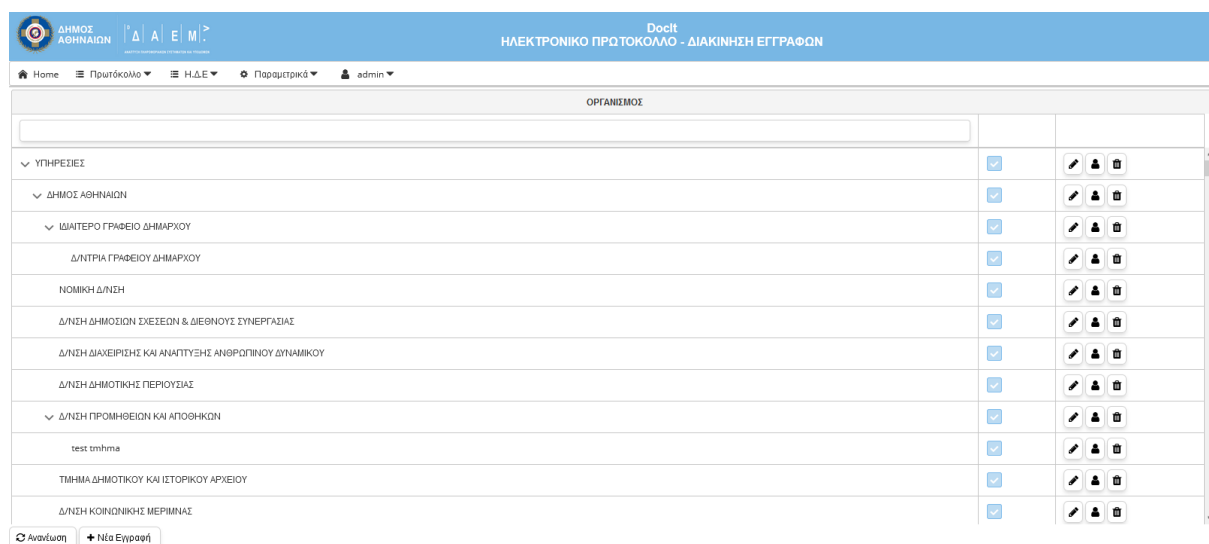 ΔΗΜΟΣ
ΑΘΗΝΑΙΩΝ
Δ Α Ε Μ
DocIt
ΗΛΕΚΤΡΟΝΙΚΟ ΠΡΩΤΟΚΟΛΛΟ - ΔΙΑΚΙΝΗΣΗ ΕΓΓΡΑΦΩΝ
Home Πρωτόκολλο Η.Δ.Ε Παραμετρικά admin
ΟΡΓΑΝΙΣΜΟΣ
ΥΠΗΡΕΣΙΕΣ
ΔΗΜΟΣ ΑΘΗΝΑΙΩΝ
ΙΔΙΑΙΤΕΡΟ ΓΡΑΦΕΙΟ ΔΗΜΑΡΧΟΥ
Δ/ΝΤΡΙΑ ΓΡΑΦΕΙΟΥ ΔΗΜΑΡΧΟΥ
ΝΟΜΙΚΗ Δ/ΝΣΗ
Δ/ΝΣΗ ΔΗΜΟΣΙΩΝ ΣΧΕΣΕΩΝ & ΔΙΕΘΝΟΥΣ ΣΥΝΕΡΓΑΣΙΑΣ
Δ/ΝΣΗ ΔΙΑΧΕΙΡΙΣΗΣ ΚΑΙ ΑΝΑΠΤΥΞΗΣ ΑΝΘΡΩΠΙΝΟΥ ΔΥΝΑΜΙΚΟΥ
Δ/ΝΣΗ ΔΗΜΟΤΙΚΗΣ ΠΕΡΙΟΥΣΙΑΣ
Δ/ΝΣΗ ΠΡΟΜΗΘΕΙΩΝ ΚΑΙ ΑΠΟΘΗΚΩΝ
test tmhma
ΤΜΗΜΑ ΔΗΜΟΤΙΚΟΥ ΚΑΙ ΙΣΤΟΡΙΚΟΥ ΑΡΧΕΙΟΥ
Δ/ΝΣΗ ΚΟΙΝΩΝΙΚΗΣ ΜΕΡΙΜΝΑΣ
Ανανέωση Νέα Εγγραφή